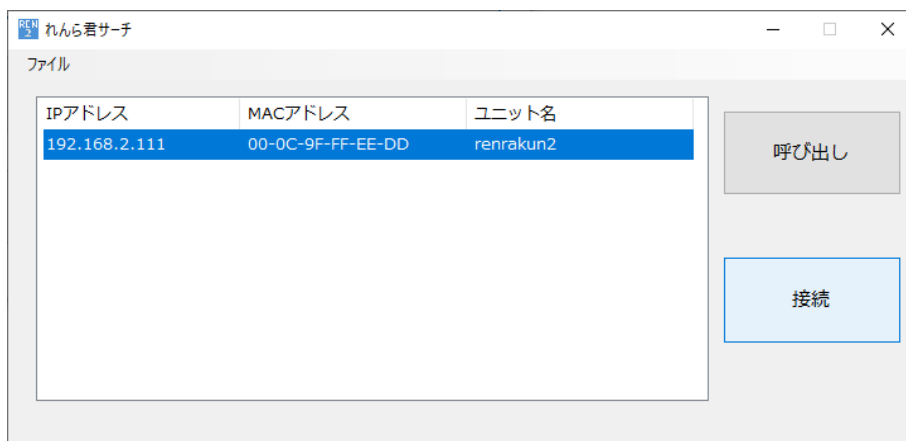 REN
2
れんら君サーチ
ファイル
IPアドレス MACアドレス ユニット名
192.168.2.111 00-0C-9F-FF-EE-DD renrakun2
呼び出し
接続